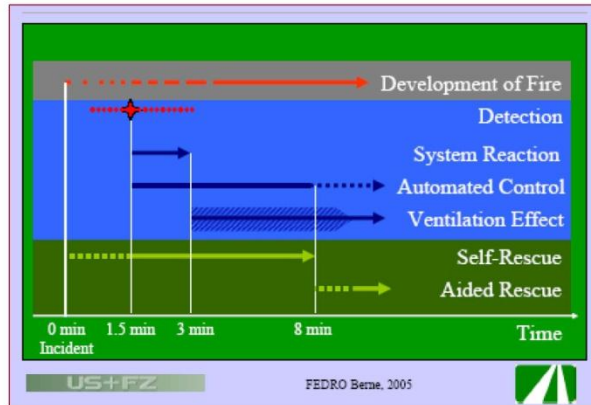 Development of Fire
Detection
System Reaction
Automated Control
Ventilation Effect
Self-Rescue
Aided Rescue
0 min 1.5 min 3 min 8 min Time
Incident
US+FZ FEDRO Berne, 2005